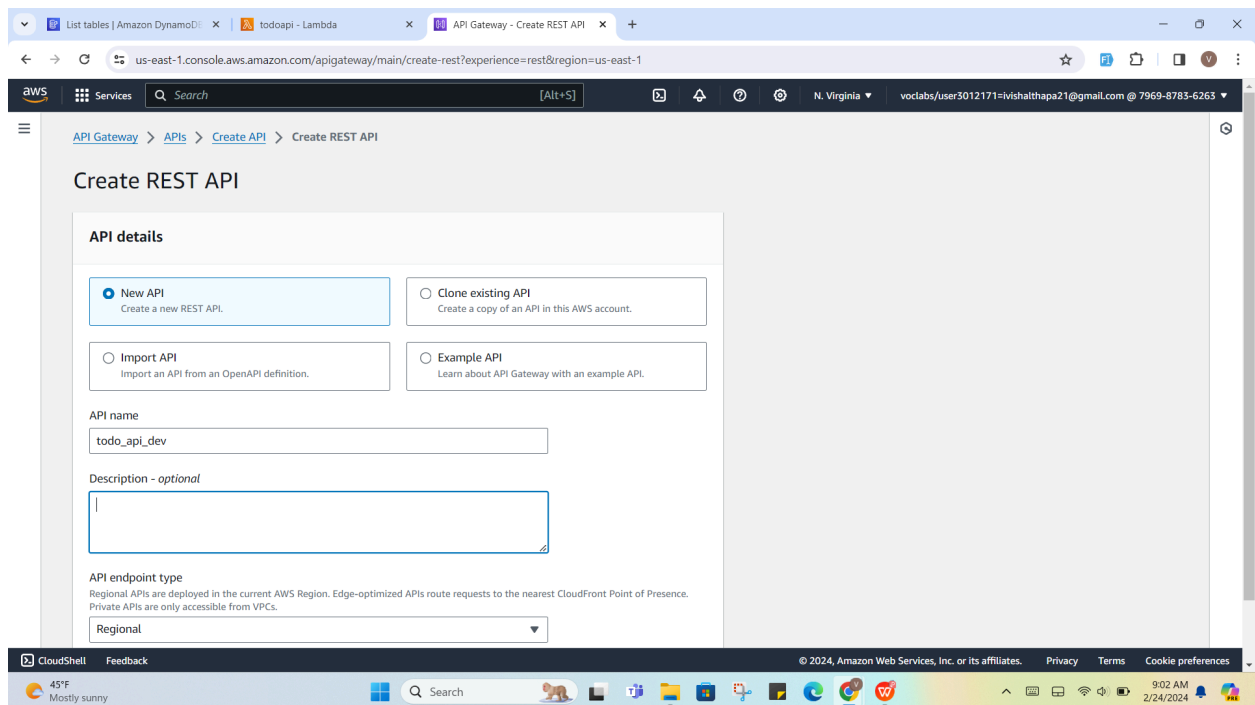 List tables | Amazon DynamoDB
todoapi - Lambda
API Gateway - Create REST API
us-east-1.console.aws.amazon.com/apigateway/main/create-rest?experience=rest&region=us-east-1
V
aws
Services
Search
[Alt+S]
N. Virginia ▼
voclabs/user3012171=ivishalthapa21@gmail.com @ 7969-8783-6263 ▼
API Gateway > APIs > Create API > Create REST API
Create REST API
API details
New API
Create a new REST API.
Clone existing API
Create a copy of an API in this AWS account.
Import API
Import an API from an OpenAPI definition.
Example API
Learn about API Gateway with an example API.
API name
todo_api_dev
Description - optional
API endpoint type
Regional APIs are deployed in the current AWS Region. Edge-optimized APIs route requests to the nearest CloudFront Point of Presence.
Private APIs are only accessible from VPCs.
Regional
CloudShell
Feedback
© 2024, Amazon Web Services, Inc. or its affiliates.
Privacy
Terms
Cookie preferences
45°F
Mostly sunny
Search
9:02 AM
2/24/2024